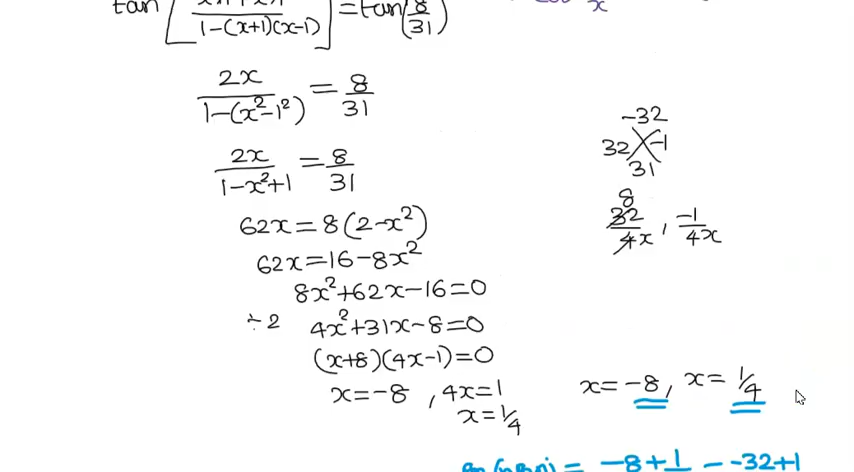 tan [ / 1-(x+1)(x-1) ] = tan(8/31)
x
2x / 1-(x²-1²) = 8/31
-32
32 -1
31
2x / 1-x²+1 = 8/31
62x = 8(2-x²)
8
32/4x , -1/4x
62x = 16-8x²
8x²+62x-16=0
÷2 4x²+31x-8=0
(x+8)(4x-1)=0
x=-8 , 4x=1
x=1/4
x=-8, x=1/4
= -8+1 - -32+1